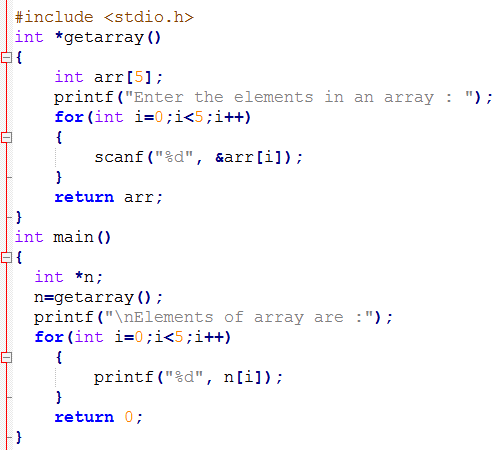 #include <stdio.h>
int *getarray()
{
    int arr[5];
    printf("Enter the elements in an array : ");
    for(int i=0;i<5;i++)
    {
        scanf("%d", &arr[i]);
    }
    return arr;
}
int main()
{
  int *n;
  n=getarray();
  printf("\nElements of array are :");
  for(int i=0;i<5;i++)
    {
        printf("%d", n[i]);
    }
    return 0;
}